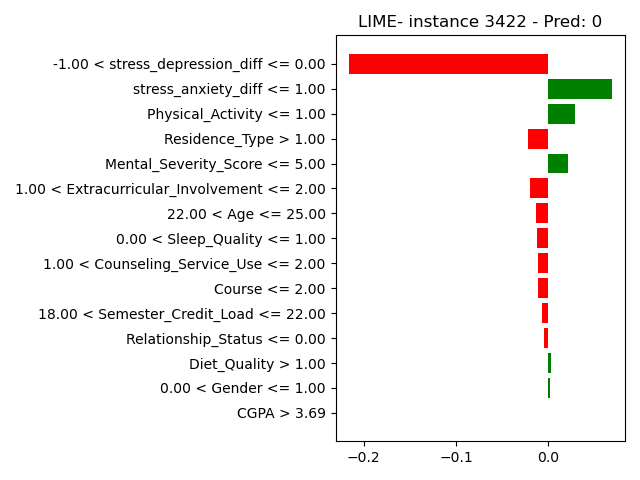 LIME- instance 3422 - Pred: 0
-1.00 < stress_depression_diff <= 0.00
stress_anxiety_diff <= 1.00
Physical_Activity <= 1.00
Residence_Type > 1.00
Mental_Severity_Score <= 5.00
1.00 < Extracurricular_Involvement <= 2.00
22.00 < Age <= 25.00
0.00 < Sleep_Quality <= 1.00
1.00 < Counseling_Service_Use <= 2.00
Course <= 2.00
18.00 < Semester_Credit_Load <= 22.00
Relationship_Status <= 0.00
Diet_Quality > 1.00
0.00 < Gender <= 1.00
CGPA > 3.69
−0.2 −0.1 0.0